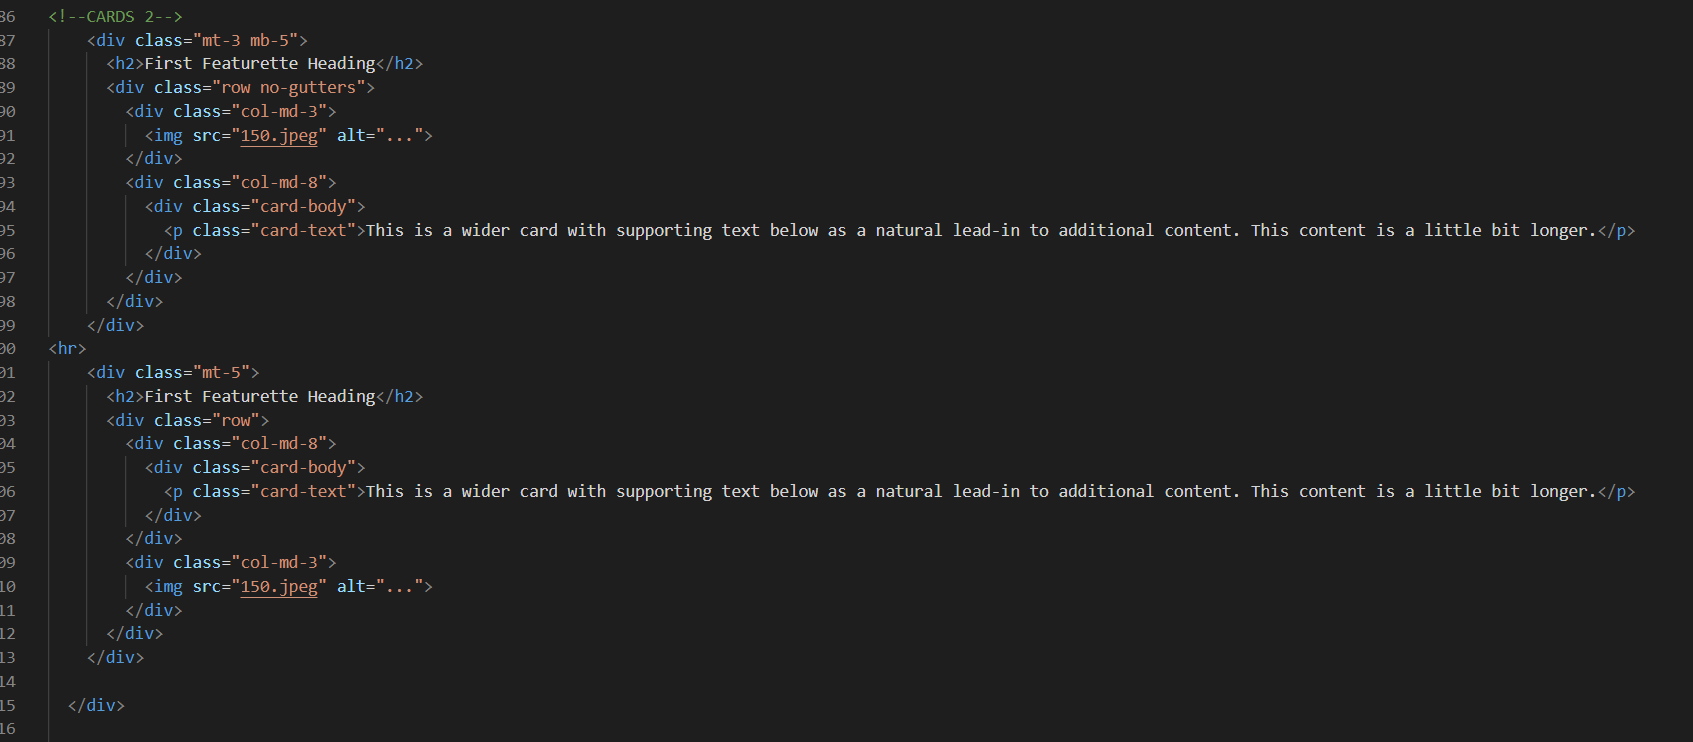 86 <!--CARDS 2-->
87 <div class="mt-3 mb-5">
88 <h2>First Featurette Heading</h2>
89 <div class="row no-gutters">
90 <div class="col-md-3">
91 <img src="150.jpeg" alt="...">
92 </div>
93 <div class="col-md-8">
94 <div class="card-body">
95 <p class="card-text">This is a wider card with supporting text below as a natural lead-in to additional content. This content is a little bit longer.</p>
96 </div>
97 </div>
98 </div>
99 </div>
00 <hr>
01 <div class="mt-5">
02 <h2>First Featurette Heading</h2>
03 <div class="row">
04 <div class="col-md-8">
05 <div class="card-body">
06 <p class="card-text">This is a wider card with supporting text below as a natural lead-in to additional content. This content is a little bit longer.</p>
07 </div>
08 </div>
09 <div class="col-md-3">
10 <img src="150.jpeg" alt="...">
11 </div>
12 </div>
13 </div>
14
15 </div>
16